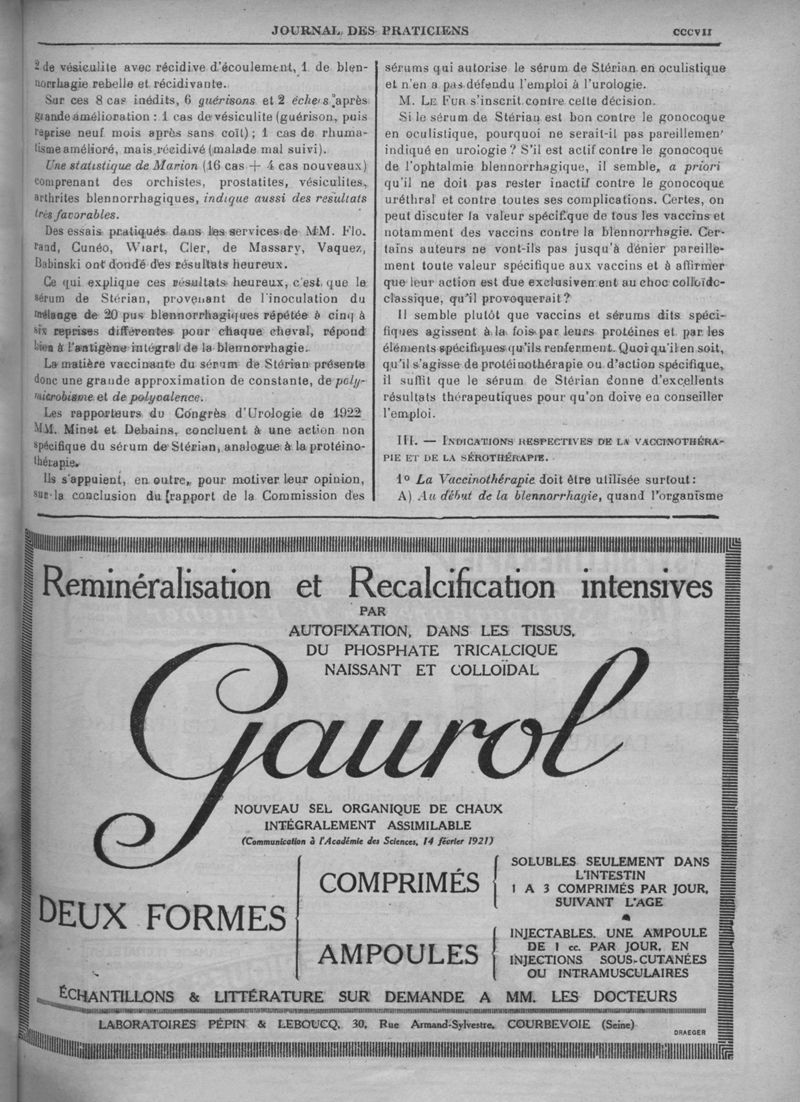 JOURNAL DES PRATICIENS
CCCVII
2 de vésiculite avec récidive d'écoulement, 1 de blen-
norrhagie rebelle et récidivante.
Sur ces 8 cas inédits, 6 guérisons et 2 échecs après
grande amélioration : 1 cas de vésiculite (guérison, puis
reprise neuf mois après sans coït) ; 1 cas de rhuma-
tisme amélioré, mais récidivé (malade mal suivi).
Une statistique de Marion (16 cas + 4 cas nouveaux)
comprenant des orchistes, prostatites, vésiculites,
arthrites blennorrhagiques, indique aussi des résultats
très favorables.
Des essais pratiqués dans les services de MM. Flo-
rand, Cunéo, Wiart, Cler, de Massary, Vaquez,
Babinski ont dondé des résultats heureux.
Ce qui explique ces résultats heureux, c'est que le
sérum de Stérian, provenant de l'inoculation du
mélange de 20 pus blennorrhagiques répétée à cinq à
six reprises différentes pour chaque cheval, répond
bien à l'antigène intégral de la blennorrhagie.
La matière vaccinante du sérum de Stérian présente
donc une grande approximation de constante, de poly-
microbisme et de polyvalence.
Les rapporteurs du Congrès d'Urologie de 1922
MM. Minet et Debains, concluent à une action non
spécifique du sérum de Stérian, analogue à la protéino-
thérapie.
Ils s'appuient, en outre, pour motiver leur opinion,
sur la conclusion du rapport de la Commission des
sérums qui autorise le sérum de Stérian en oculistique
et n'en a pas défendu l'emploi à l'urologie.
M. LE FUR s'inscrit contre cette décision.
Si le sérum de Stérian est bon contre le gonocoque
en oculistique, pourquoi ne serait-il pas pareillement
indiqué en urologie ? S'il est actif contre le gonocoque
de l'ophtalmie blennorrhagique, il semble, a priori
qu'il ne doit pas rester inactif contre le gonocoque
uréthral et contre toutes ses complications. Certes, on
peut discuter la valeur spécifique de tous les vaccins et
notamment des vaccins contre la blennorrhagie. Cer-
tains auteurs ne vont-ils pas jusqu'à dénier pareille-
ment toute valeur spécifique aux vaccins et à affirmer
que leur action est due exclusivement au choc colloïdo-
classique, qu'il provoquerait ?
Il semble plutôt que vaccins et sérums dits spéci-
fiques agissent à la fois par leurs protéines et par les
éléments spécifiques qu'ils renferment. Quoi qu'il en soit,
qu'il s'agisse de protéinothérapie ou d'action spécifique,
il suffit que le sérum de Stérian donne d'excellents
résultats thérapeutiques pour qu'on doive en conseiller
l'emploi.
III. — INDICATIONS RESPECTIVES DE LA VACCINOTHÉRA-
PIE ET DE LA SÉROTHÉRAPIE.
1° La Vaccinothérapie doit être utilisée surtout :
A) Au début de la blennorrhagie, quand l'organisme
Reminéralisation et Recalcification intensives
PAR
AUTOFIXATION, DANS LES TISSUS,
DU PHOSPHATE TRICALCIQUE
NAISSANT ET COLLOÏDAL
Gaurol
NOUVEAU SEL ORGANIQUE DE CHAUX
INTÉGRALEMENT ASSIMILABLE
(Communication à l'Académie des Sciences, 14 février 1921)
DEUX FORMES
COMPRIMÉS
SOLUBLES SEULEMENT DANS
L'INTESTIN
1 A 3 COMPRIMÉS PAR JOUR,
SUIVANT L'AGE
AMPOULES
INJECTABLES. UNE AMPOULE
DE 1 cc. PAR JOUR, EN
INJECTIONS SOUS-CUTANÉES
OU INTRAMUSCULAIRES
ÉCHANTILLONS & LITTÉRATURE SUR DEMANDE A MM. LES DOCTEURS
LABORATOIRES PÉPIN & LEBOUCQ, 30, Rue Armand-Sylvestre, COURBEVOIE (Seine)
DRAEGER